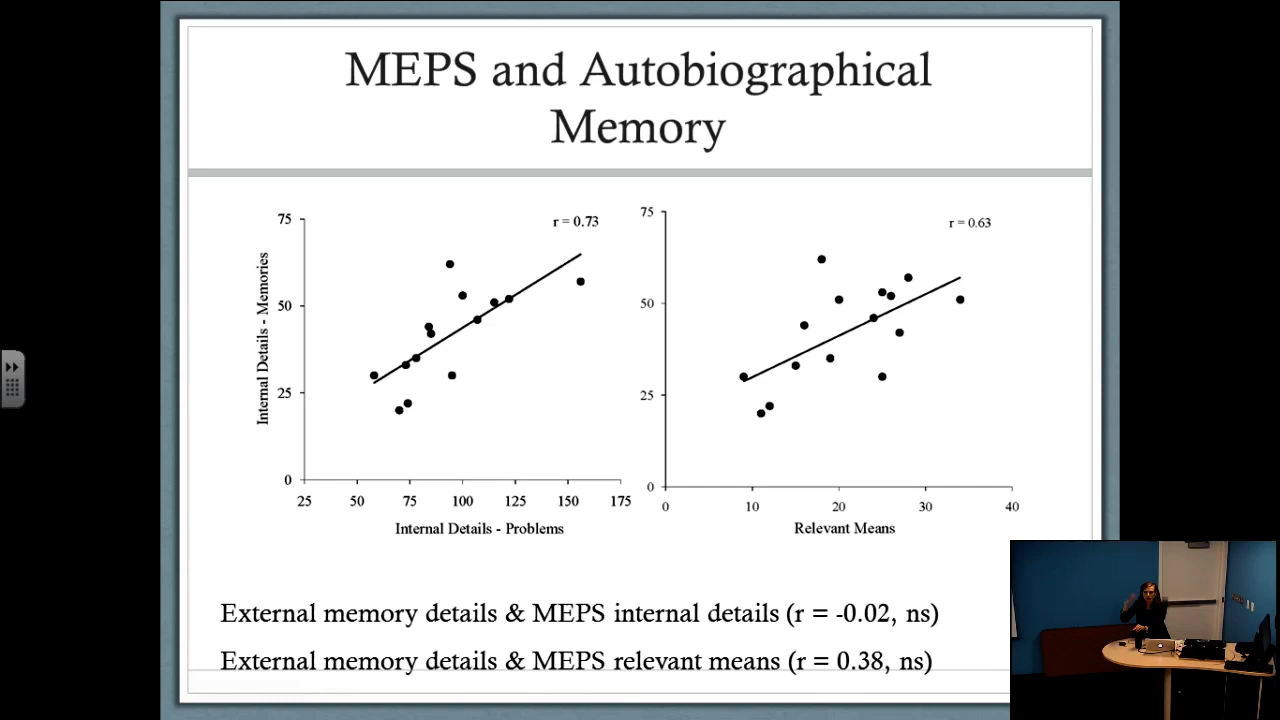 MEPS and Autobiographical
Memory
75
50
25
0
Internal Details - Memories
r = 0.73
25 50 75 100 125 150 175
Internal Details - Problems
75
50
25
0
r = 0.63
0 10 20 30 40
Relevant Means
External memory details & MEPS internal details (r = -0.02, ns)
External memory details & MEPS relevant means (r = 0.38, ns)